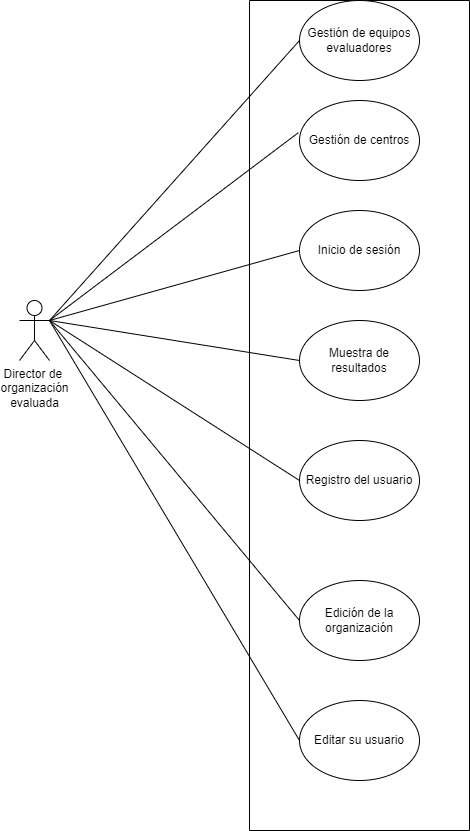 Gestión de equipos
evaluadores
Gestión de centros
Inicio de sesión
Muestra de
resultados
Director de
organización
evaluada
Registro del usuario
Edición de la
organización
Editar su usuario